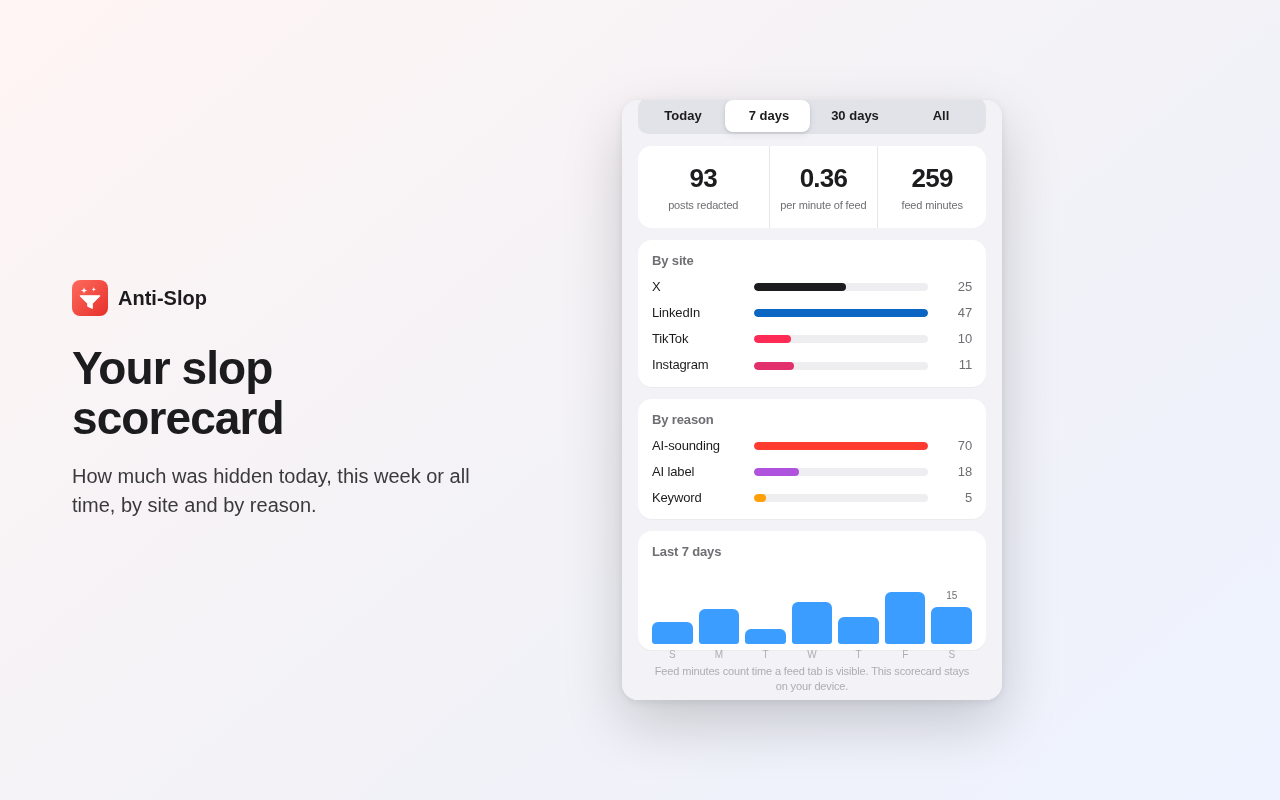 Anti-Slop
Your slop
scorecard
How much was hidden today, this week or all
time, by site and by reason.
Today 7 days 30 days All
93 0.36 259
posts redacted per minute of feed feed minutes
By site
X 25
LinkedIn 47
TikTok 10
Instagram 11
By reason
AI-sounding 70
AI label 18
Keyword 5
Last 7 days
15
S M T W T F S
Feed minutes count time a feed tab is visible. This scorecard stays
on your device.